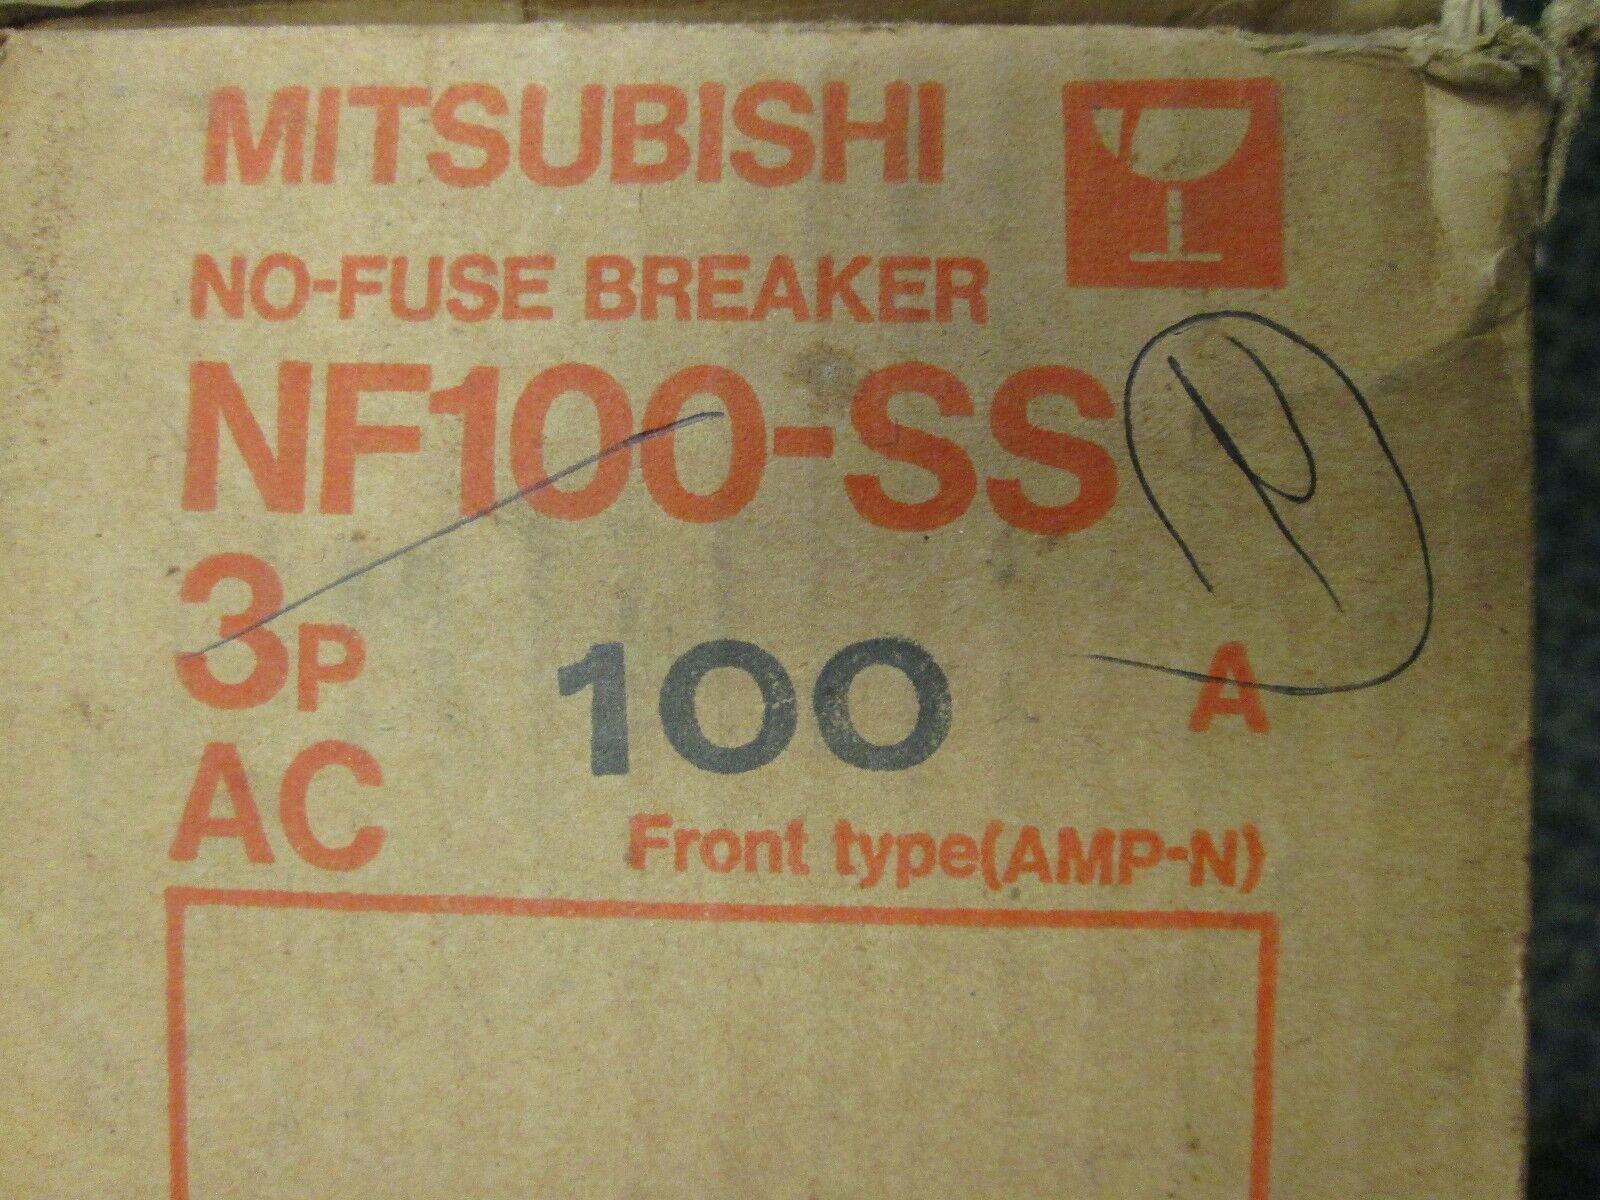 MITSUBISHI
NO-FUSE BREAKER
NF100-SS
3P 100 A
AC
Front type(AMP-N)